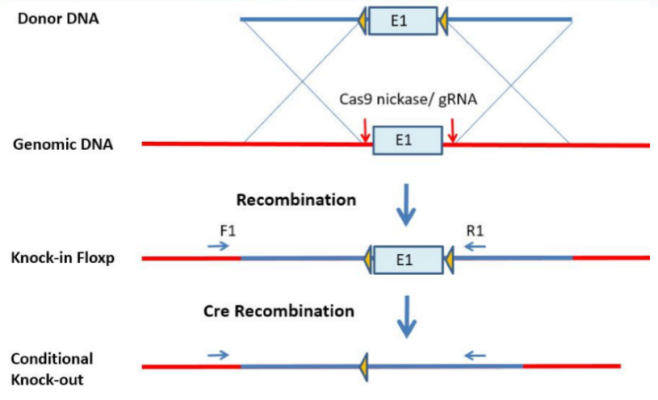 Donor DNA
E1
Cas9 nickase/ gRNA
Genomic DNA
E1
Recombination
F1
R1
Knock-in Floxp
E1
Cre Recombination
Conditional
Knock-out